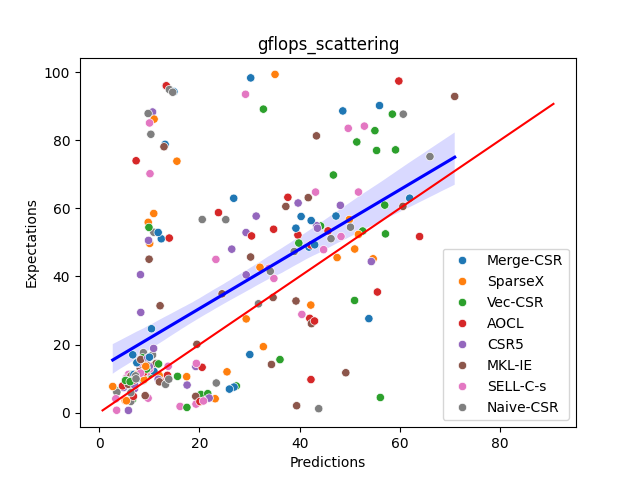 gflops_scattering
100
80
60
40
20
0
Expectations
0
20
40
60
80
Predictions
Merge-CSR
SparseX
Vec-CSR
AOCL
CSR5
MKL-IE
SELL-C-s
Naive-CSR